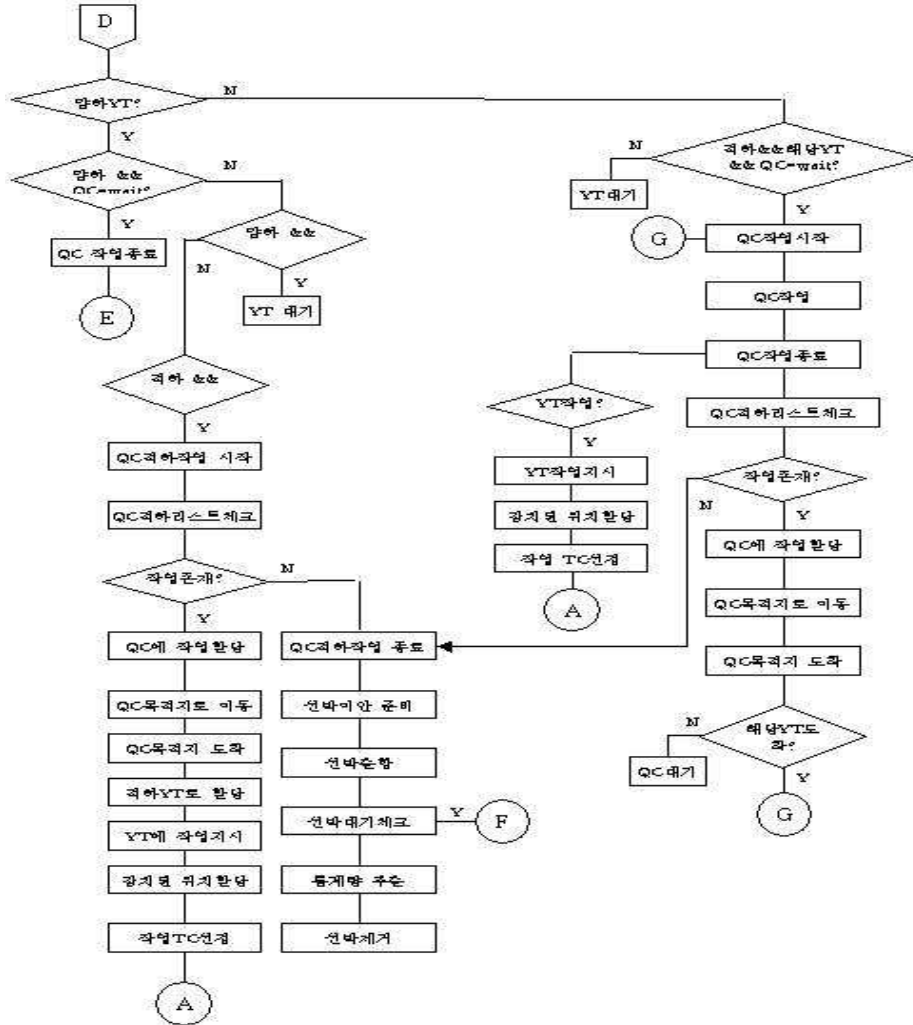 D
양하YT?
N
Y
양하 &&
QC=wait?
N
Y
QC 작업종료
E
양하 &&
N
Y
YT 대기
적하 &&
Y
QC적하작업 시작
QC적하리스트체크
작업존재?
N
Y
QC에 작업할당
QC목적지로 이동
QC목적지 도착
적하YT로 할당
YT에 작업지시
장치된 위치할당
작업TC선정
A
QC적하작업 종료
선박이안 준비
선박출항
선박대기체크
Y
F
통계량 추출
선박제거
적하&&해당YT
&& QC=wait?
N
YT대기
Y
G
QC작업시작
QC작업
QC작업종료
YT작업?
Y
YT작업지시
장치된 위치할당
작업 TC선정
A
QC적하리스트체크
작업존재?
N
Y
QC에 작업할당
QC목적지로 이동
QC목적지 도착
해당YT도
착?
N
QC대기
Y
G